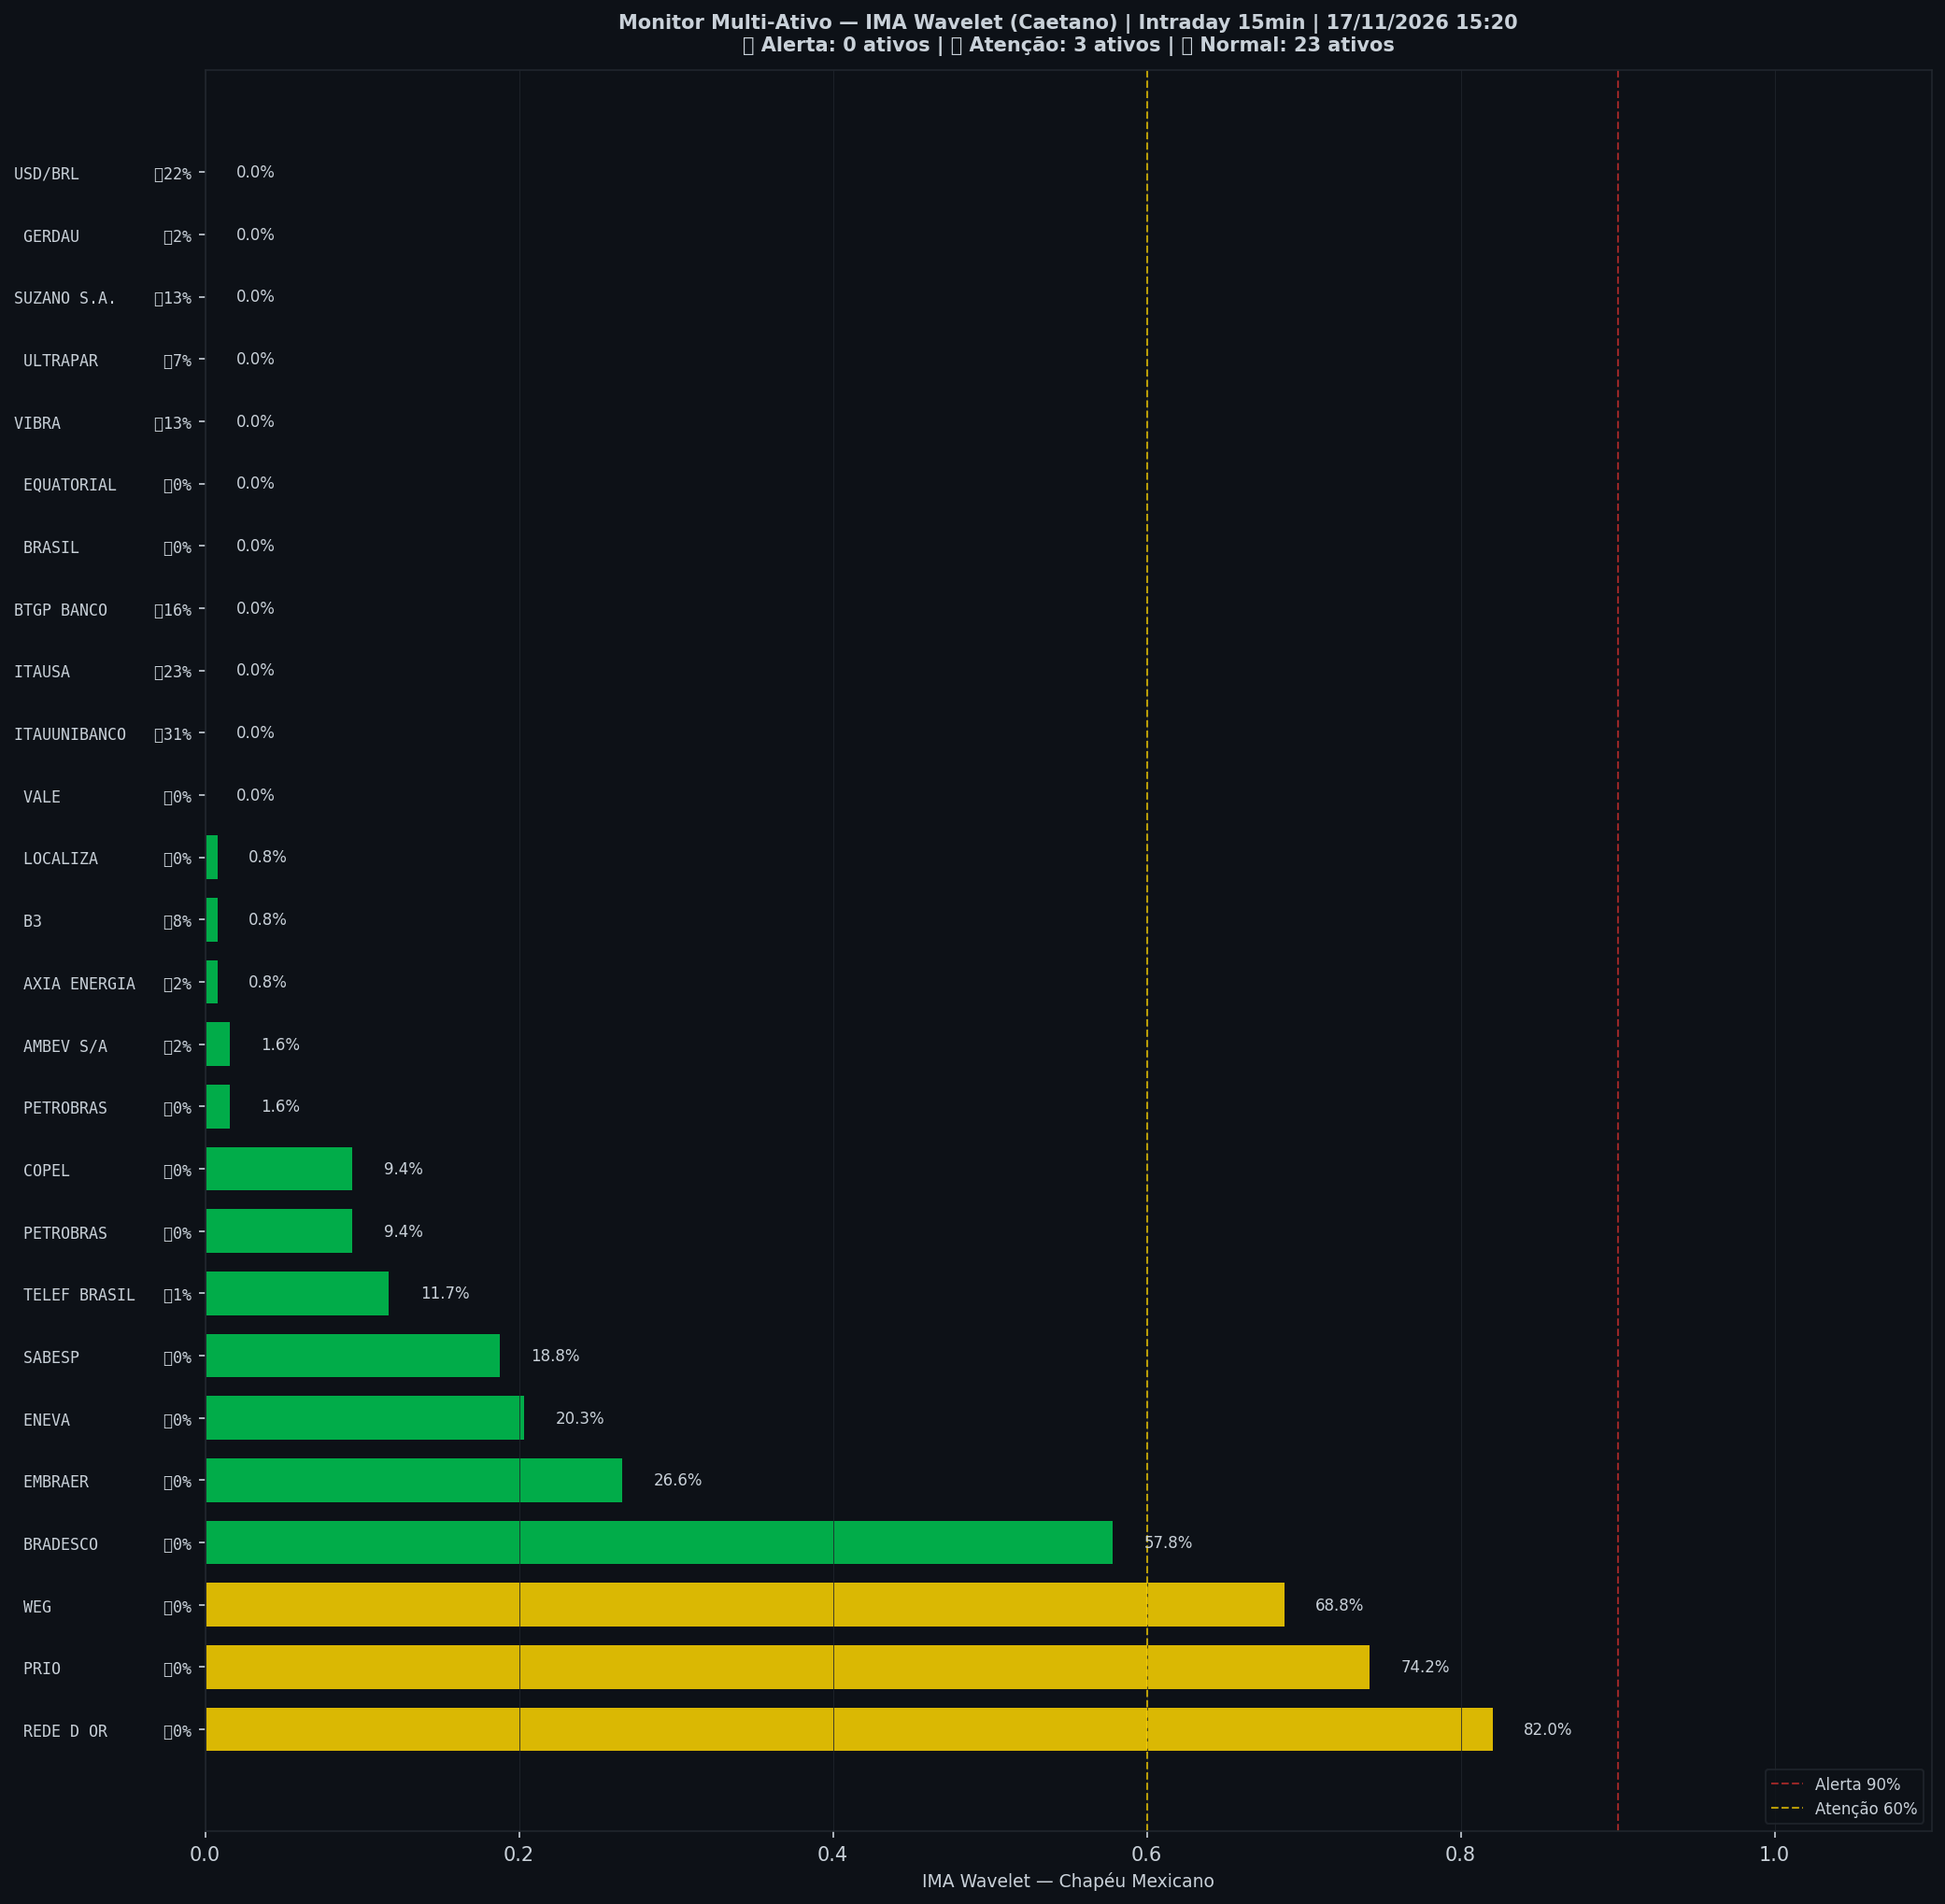 Monitor Multi-Ativo — IMA Wavelet (Caetano) | Intraday 15min | 17/11/2026 15:20
▯ Alerta: 0 ativos | ▯ Atenção: 3 ativos | ▯ Normal: 23 ativos
USD/BRL ▯22% 0.0%
GERDAU ▯2% 0.0%
SUZANO S.A. ▯13% 0.0%
ULTRAPAR ▯7% 0.0%
VIBRA ▯13% 0.0%
EQUATORIAL ▯0% 0.0%
BRASIL ▯0% 0.0%
BTGP BANCO ▯16% 0.0%
ITAUSA ▯23% 0.0%
ITAUUNIBANCO ▯31% 0.0%
VALE ▯0% 0.0%
LOCALIZA ▯0% 0.8%
B3 ▯8% 0.8%
AXIA ENERGIA ▯2% 0.8%
AMBEV S/A ▯2% 1.6%
PETROBRAS ▯0% 1.6%
COPEL ▯0% 9.4%
PETROBRAS ▯0% 9.4%
TELEF BRASIL ▯1% 11.7%
SABESP ▯0% 18.8%
ENEVA ▯0% 20.3%
EMBRAER ▯0% 26.6%
BRADESCO ▯0% 57.8%
WEG ▯0% 68.8%
PRIO ▯0% 74.2%
REDE D OR ▯0% 82.0%
Alerta 90%
Atenção 60%
0.0 0.2 0.4 0.6 0.8 1.0
IMA Wavelet — Chapéu Mexicano